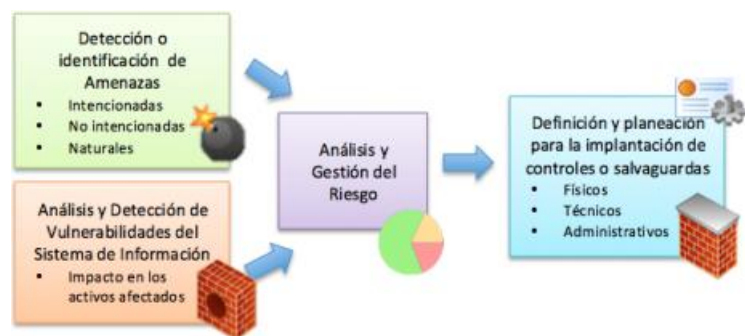 Detección o
identificación de
Amenazas
▪ Intencionadas
▪ No intencionadas
▪ Naturales
Análisis y Detección de
Vulnerabilidades del
Sistema de Información
▪ Impacto en los
activos afectados
Análisis y
Gestión del
Riesgo
Definición y planeación
para la implantación de
controles o salvaguardas
▪ Físicos
▪ Técnicos
▪ Administrativos